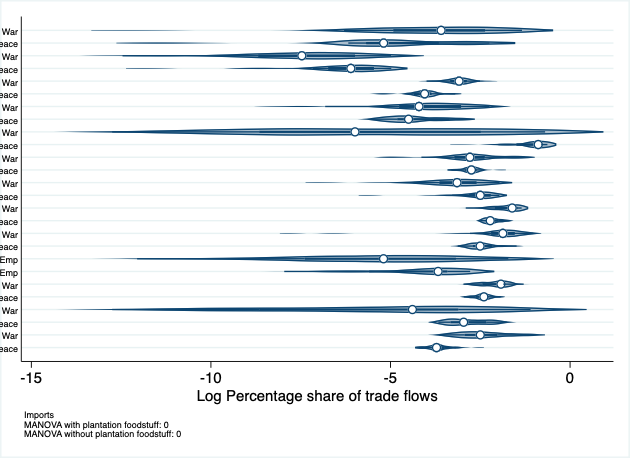 War
eace
War
eace
War
eace
War
eace
War
eace
War
eace
War
eace
War
eace
War
eace
Emp
Emp
War
eace
War
eace
War
eace
-15 -10 -5 0
Log Percentage share of trade flows
Imports
MANOVA with plantation foodstuff: 0
MANOVA without plantation foodstuff: 0